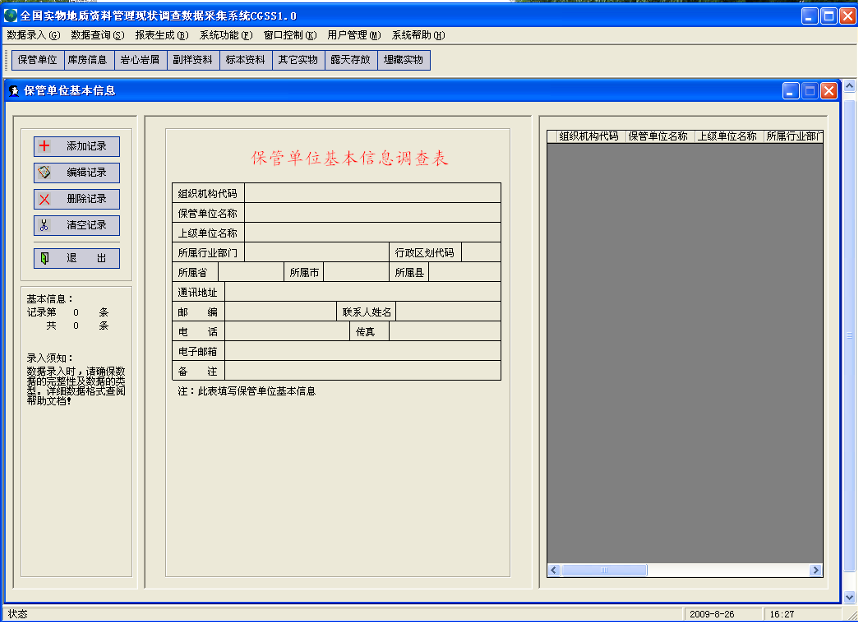 全国实物地质资料管理现状调查数据采集系统CGSS1.0
数据录入(G) 数据查询(S) 报表生成(B) 系统功能(F) 窗口控制(K) 用户管理(M) 系统帮助(H)
保管单位 库房信息 岩心岩屑 副样资料 标本资料 其它实物 露天存放 埋藏实物
保管单位基本信息
添加记录
编辑记录
删除记录
清空记录
退 出
基本信息：
记录第 0 条
共 0 条
录入须知：
数据录入时，请确保数
据的完整性及数据的类
型，详细数据格式查阅
帮助文档！
保管单位基本信息调查表
组织机构代码
保管单位名称
上级单位名称
所属行业部门 行政区划代码
所属省 所属市 所属县
通讯地址
邮 编 联系人姓名
电 话 传真
电子邮箱
备 注
注：此表填写保管单位基本信息
组织机构代码 保管单位名称 上级单位名称 所属行业部门
状态 2009-8-26 16:27